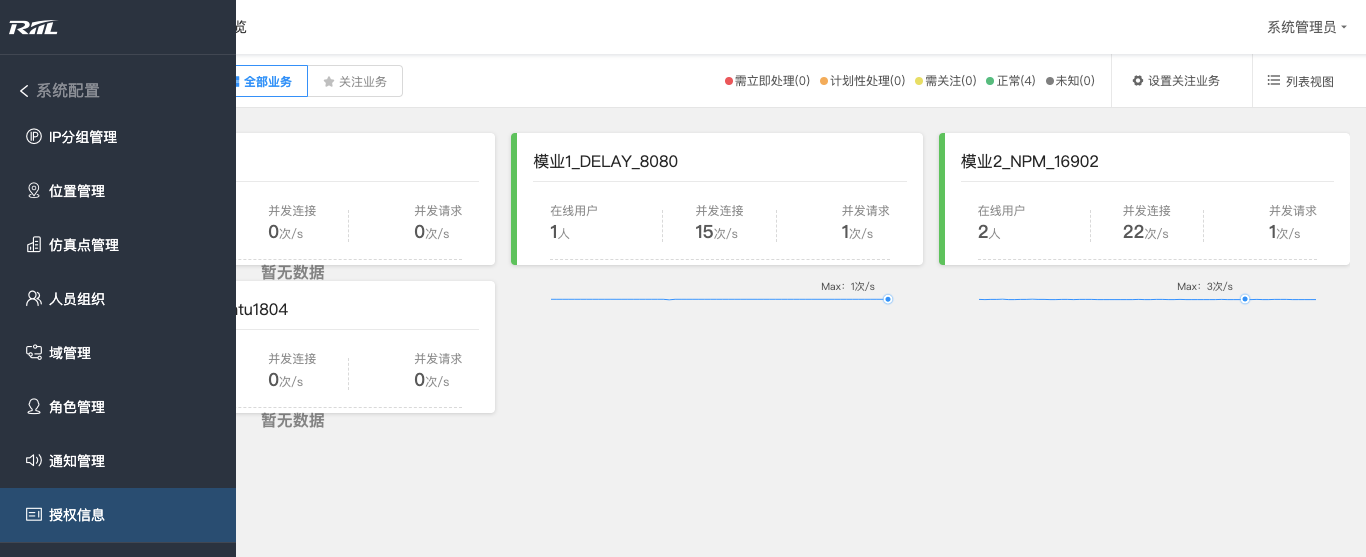 RIIL
览
系统管理员
系统配置
IP分组管理
位置管理
仿真点管理
人员组织
域管理
角色管理
通知管理
授权信息
全部业务
关注业务
需立即处理(0)
计划性处理(0)
需关注(0)
正常(4)
未知(0)
设置关注业务
列表视图
并发连接
并发请求
0次/s
0次/s
暂无数据
模业1_DELAY_8080
在线用户
并发连接
并发请求
1人
15次/s
1次/s
Max：1次/s
模业2_NPM_16902
在线用户
并发连接
并发请求
2人
22次/s
1次/s
Max：3次/s
ntu1804
并发连接
并发请求
0次/s
0次/s
暂无数据